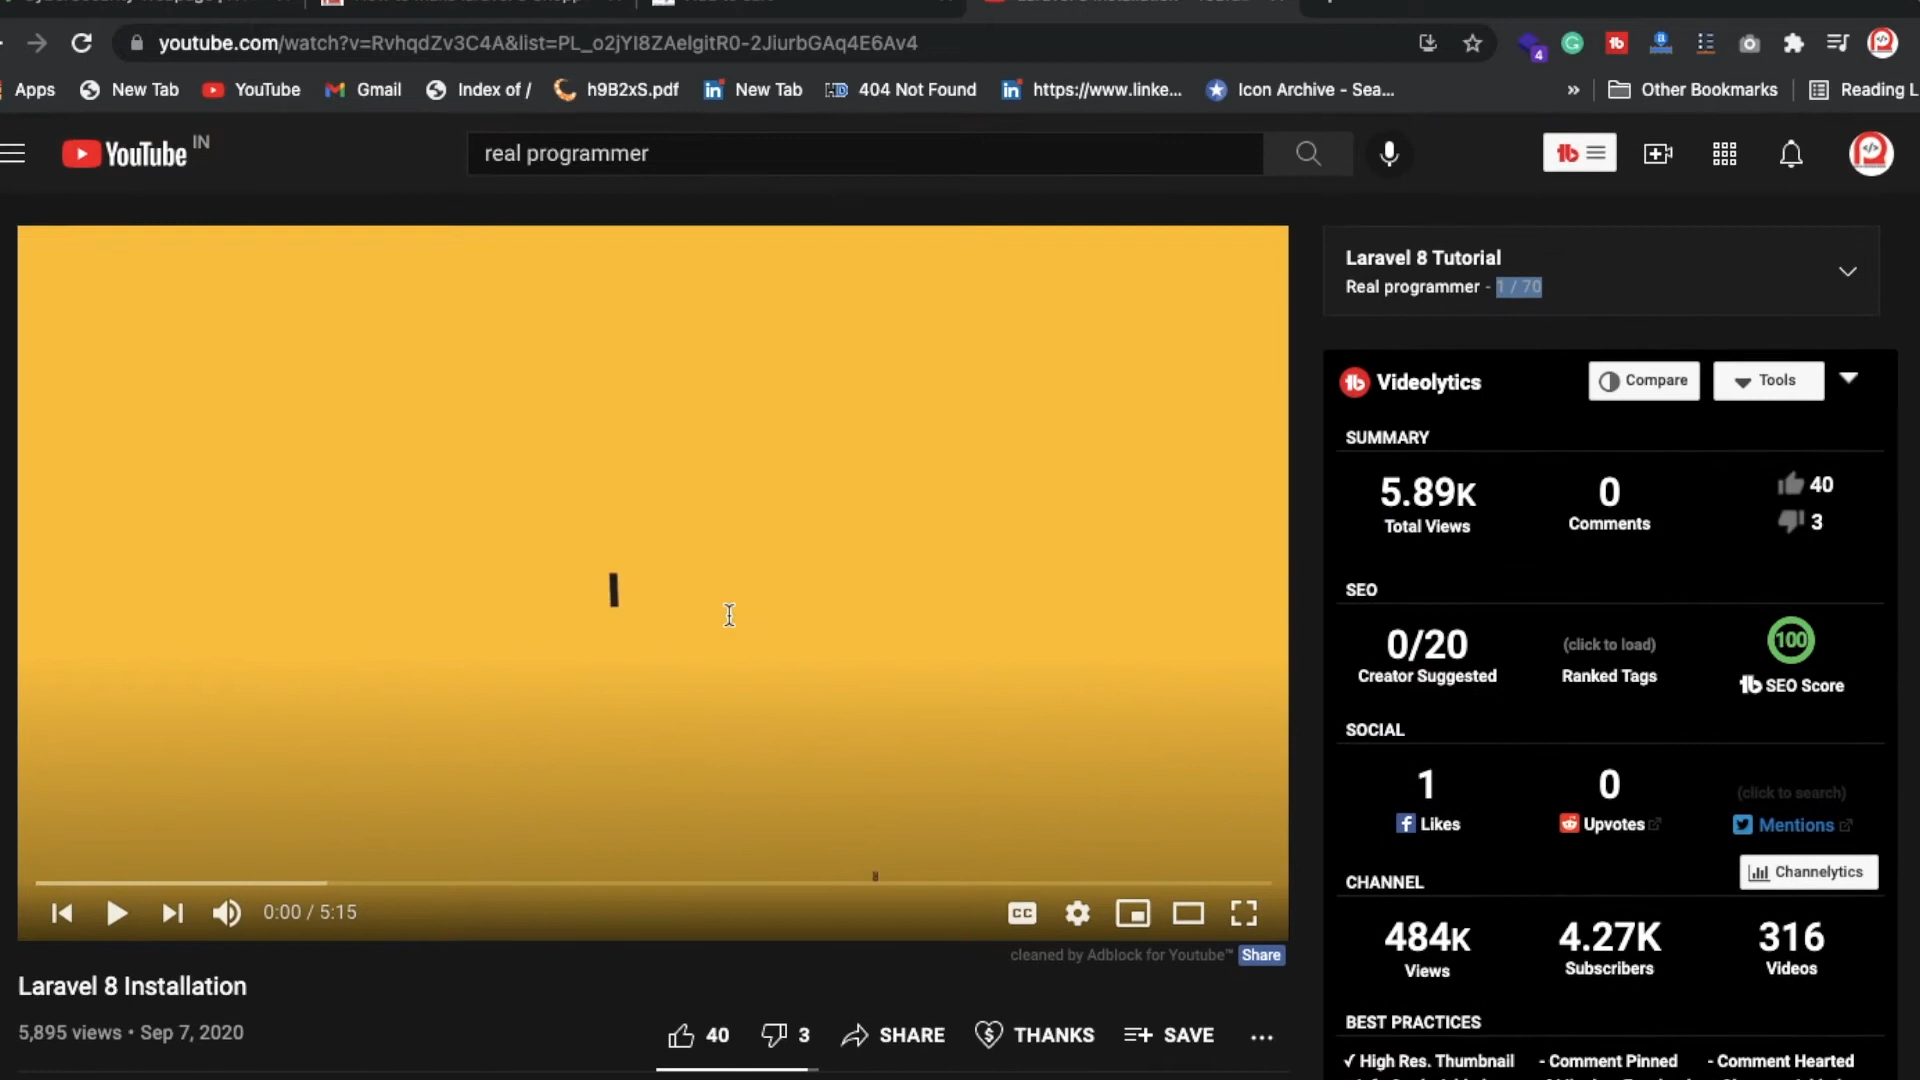 youtube.com/watch?v=RvhqdZv3C4A&list=PL_o2jYI8ZAelgitR0-2JiurbGAq4E6Av4
4
Apps New Tab YouTube Gmail Index of / h9B2xS.pdf New Tab 404 Not Found https://www.linke... Icon Archive - Sea... » Other Bookmarks Reading L
YouTube IN
real programmer
Laravel 8 Tutorial
Real programmer - 1 / 70
Videolytics Compare Tools
SUMMARY
5.89K 0 40
Total Views Comments 3
SEO
0/20 (click to load) 100
Creator Suggested Ranked Tags SEO Score
SOCIAL
1 0 (click to search)
Likes Upvotes Mentions
CHANNEL Channelytics
484K 4.27K 316
Views Subscribers Videos
BEST PRACTICES
✓ High Res. Thumbnail - Comment Pinned - Comment Hearted
0:00 / 5:15 CC
cleaned by Adblock for Youtube™ Share
Laravel 8 Installation
5,895 views • Sep 7, 2020
40 3 SHARE THANKS SAVE ...